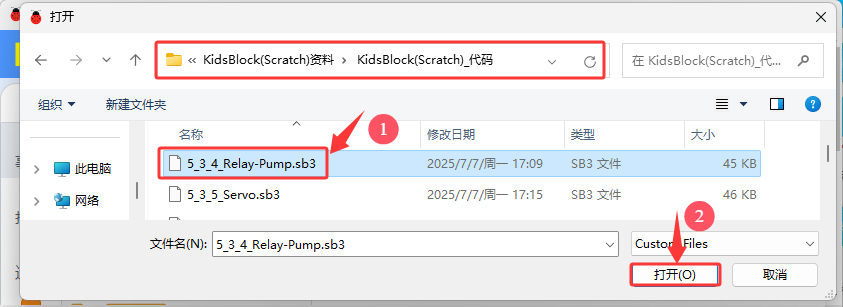 打开
« KidsBlock(Scratch)资料 › KidsBlock(Scratch)_代码
在 KidsBlock(Scratch)_代...
组织 新建文件夹
名称 修改日期 类型 大小
1
5_3_4_Relay-Pump.sb3 2025/7/7/周一 17:09 SB3 文件 45 KB
此电脑
5_3_5_Servo.sb3 2025/7/7/周一 17:15 SB3 文件 46 KB
网络
2
文件名(N): 5_3_4_Relay-Pump.sb3 Custom Files
打开(O) 取消